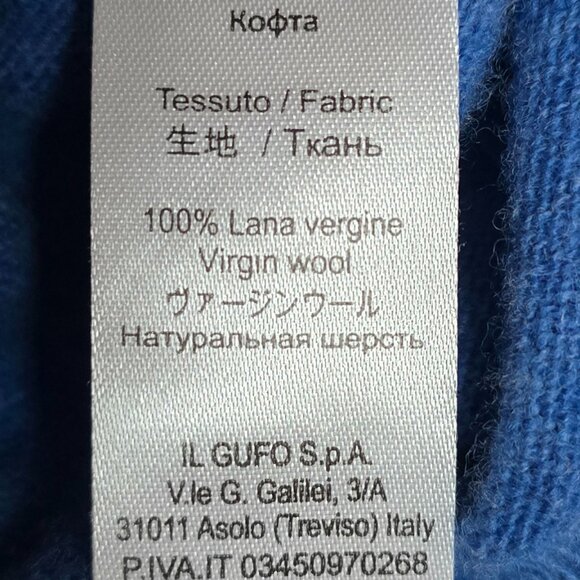 Кофта
Tessuto / Fabric
生地 / Ткань
100% Lana vergine
Virgin wool
ヴァージンウール
Натуральная шерсть
IL GUFO S.p.A.
V.le G. Galilei, 3/A
31011 Asolo (Treviso) Italy
P.IVA.IT 03450970268